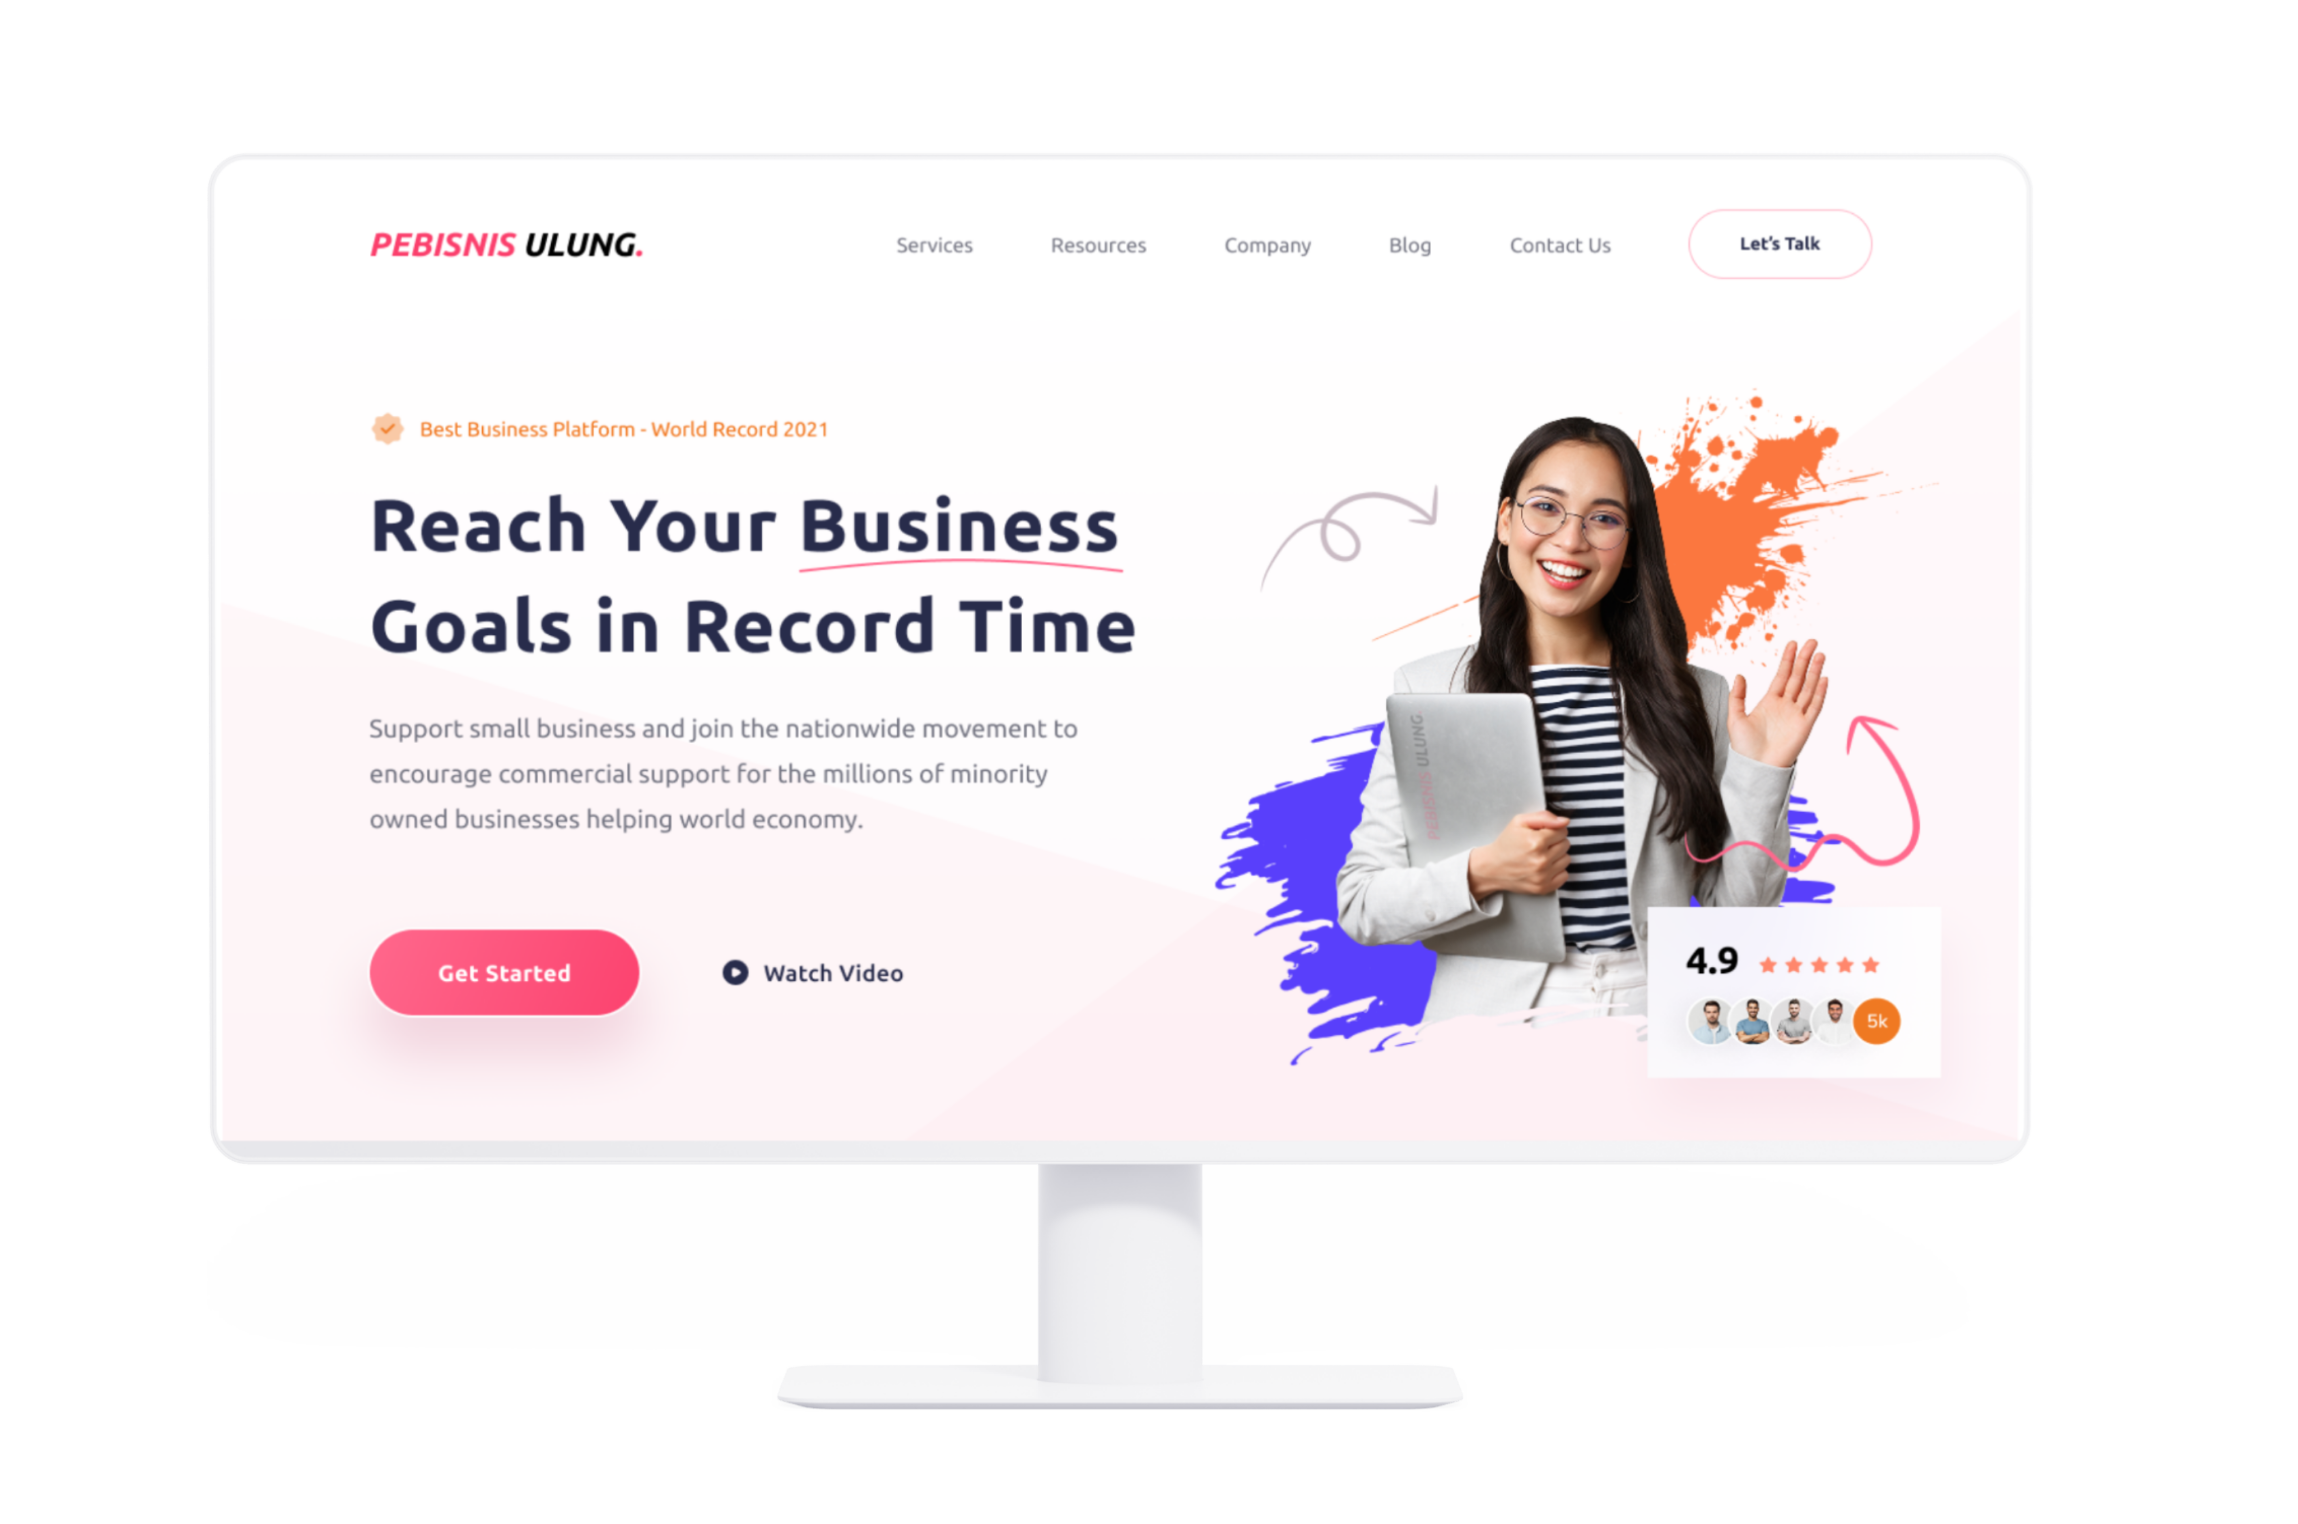 PEBISNIS ULUNG.
Services
Resources
Company
Blog
Contact Us
Let's Talk
Best Business Platform - World Record 2021
Reach Your Business
Goals in Record Time
Support small business and join the nationwide movement to
encourage commercial support for the millions of minority
owned businesses helping world economy.
Get Started
Watch Video
PEBISNIS ULUNG.
4.9
5k